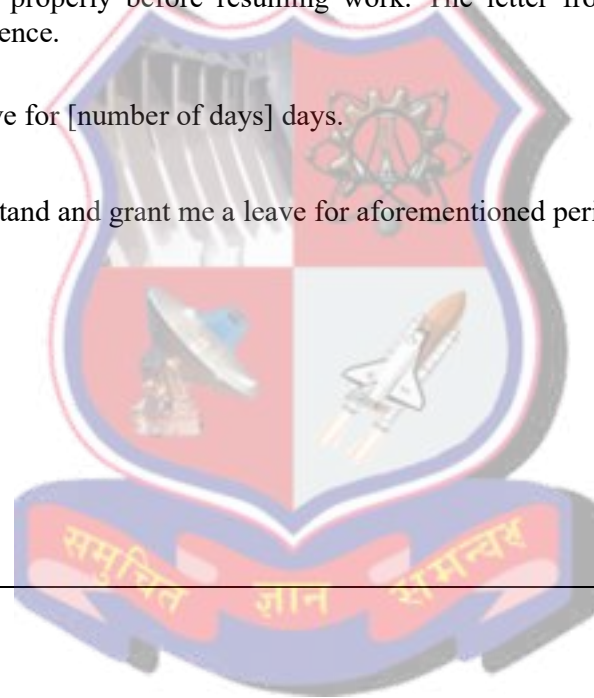 properly before resuming work. The letter fro
ence.
ve for [number of days] days.
tand and grant me a leave for aforementioned peri
समुचित ज्ञान समन्वय